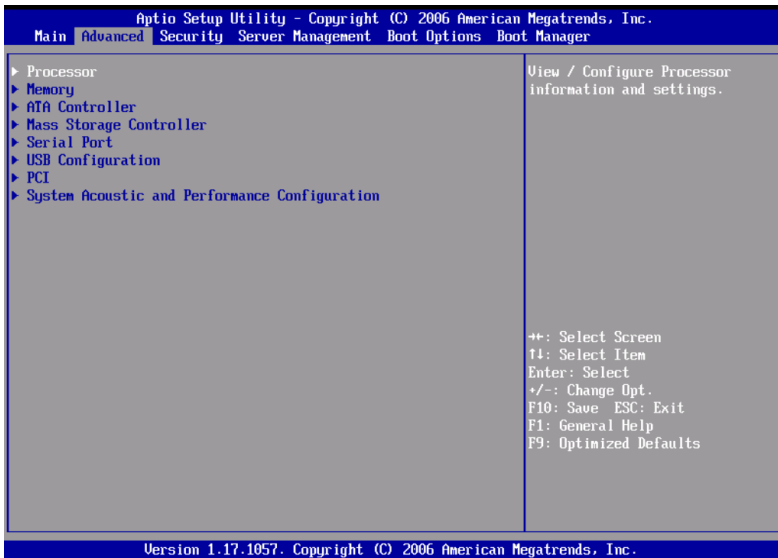 Aptio Setup Utility - Copyright (C) 2006 American Megatrends, Inc.
Main Advanced Security Server Management Boot Options Boot Manager
▶ Processor
▶ Memory
▶ ATA Controller
▶ Mass Storage Controller
▶ Serial Port
▶ USB Configuration
▶ PCI
▶ System Acoustic and Performance Configuration
View / Configure Processor
information and settings.
→←: Select Screen
↑↓: Select Item
Enter: Select
+/-: Change Opt.
F10: Save ESC: Exit
F1: General Help
F9: Optimized Defaults
Version 1.17.1057. Copyright (C) 2006 American Megatrends, Inc.